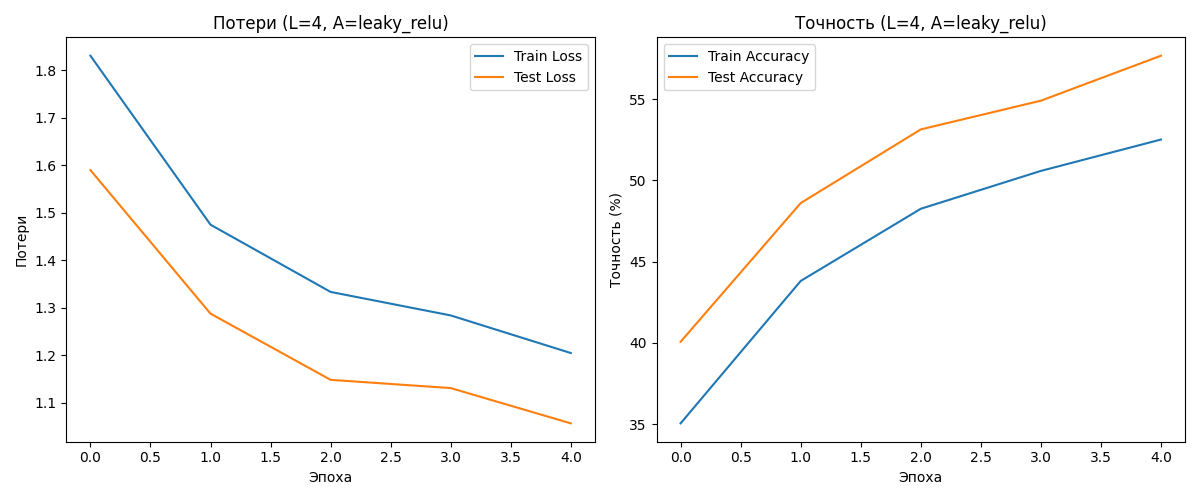 Потери (L=4, A=leaky_relu)
Train Loss
Test Loss
1.8
1.7
1.6
1.5
1.4
1.3
1.2
1.1
Потери
0.0 0.5 1.0 1.5 2.0 2.5 3.0 3.5 4.0
Эпоха
Точность (L=4, A=leaky_relu)
Train Accuracy
Test Accuracy
55
50
45
40
35
Точность (%)
0.0 0.5 1.0 1.5 2.0 2.5 3.0 3.5 4.0
Эпоха